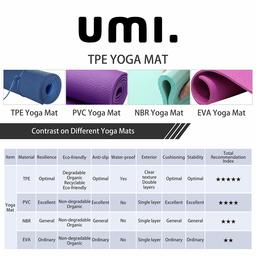 umi.
TPE YOGA MAT
TPE Yoga Mat PVC Yoga Mat NBR Yoga Mat EVA Yoga Mat
Contrast on Different Yoga Mats
Item Material Resilience Eco-friendly Anti-slip Water-proof Exterior Cushioning Stability Total Recommendation Index
Yoga Mat
TPE Optimal Degradable Organic Recyclable Eco-friendly Optimal Yes Clear texture Double layers Optimal Optimal ★★★★★
PVC Excellent Non-degradable Organic Excellent No Single layer Excellent Excellent ★★★★
NBR General Non-degradable Organic General No Single layer General General ★★★
EVA Ordinary Non-degradable Organic Ordinary No Single layer Ordinary Ordinary ★★